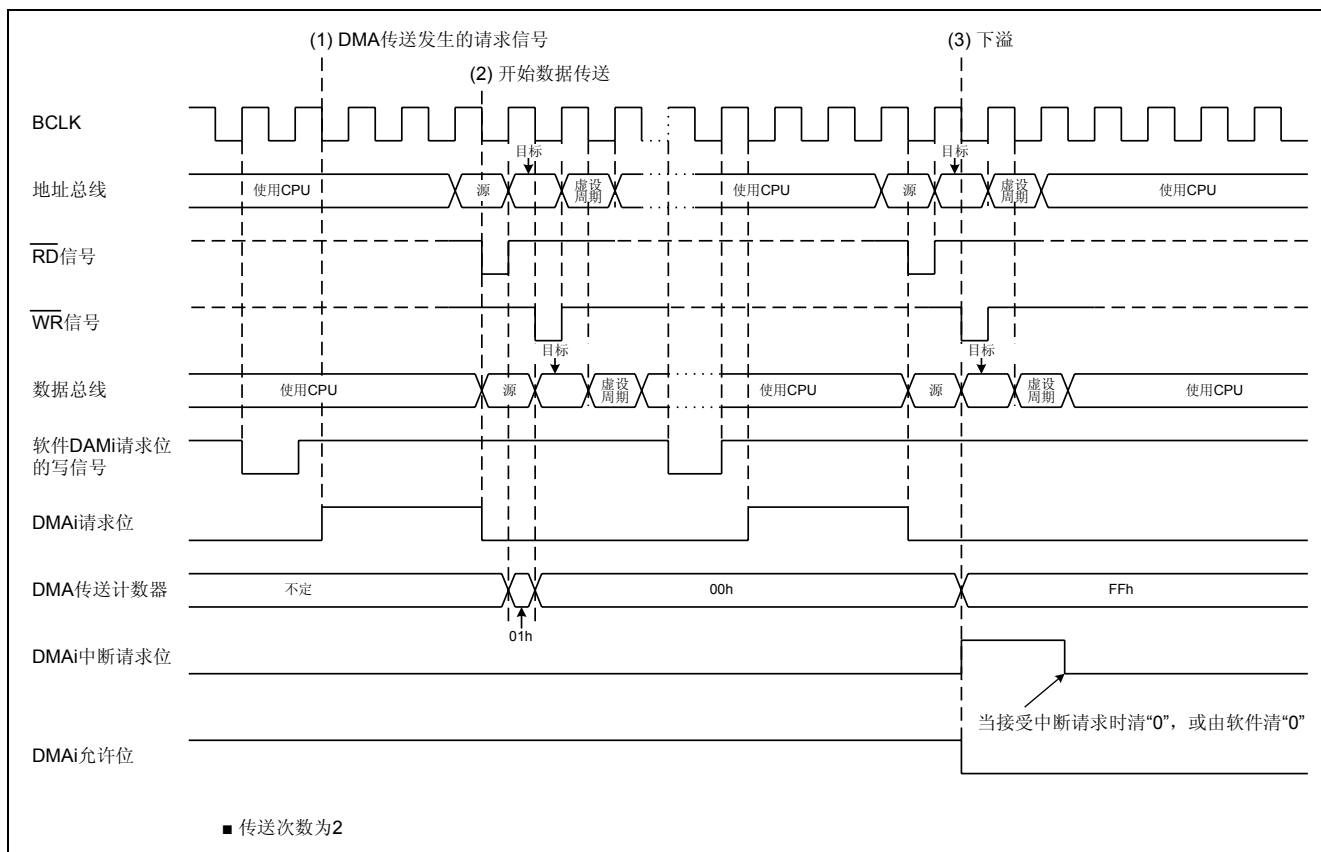 (1) DMA传送发生的请求信号
(3) 下溢
(2) 开始数据传送
BCLK
目标
目标
地址总线
使用CPU
源
虚设
周期
使用CPU
源
虚设
周期
使用CPU
RD信号
WR信号
目标
目标
数据总线
使用CPU
源
虚设
周期
使用CPU
源
虚设
周期
使用CPU
软件DAMi请求位
的写信号
DMAi请求位
DMA传送计数器
不定
00h
FFh
01h
DMAi中断请求位
当接受中断请求时清“0”，或由软件清“0”
DMAi允许位
■ 传送次数为2